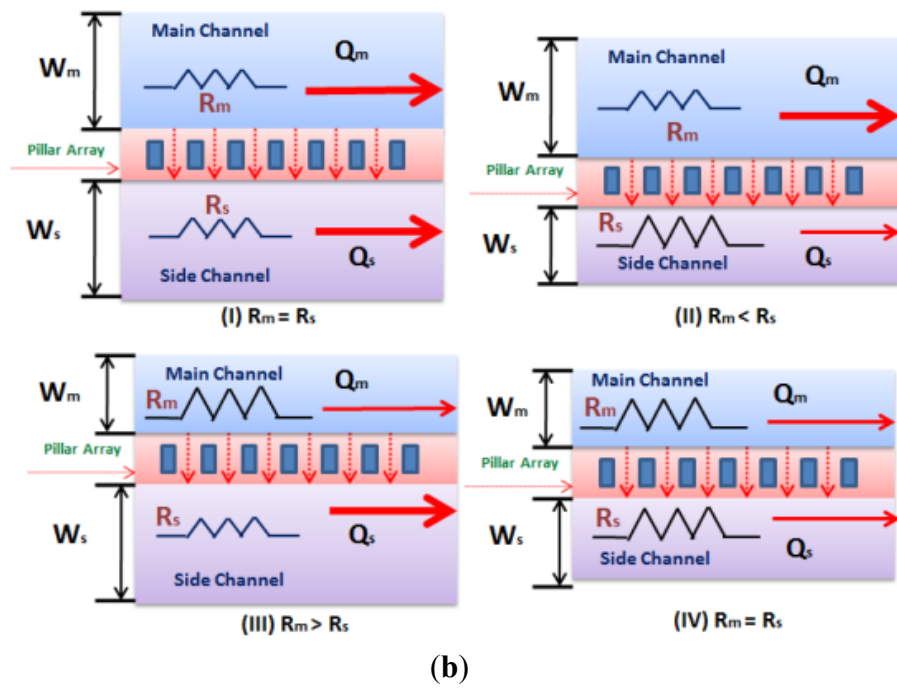 Main Channel
Wm
Qm
Rm
Pillar Array
Rs
Ws
Qs
Side Channel
(I) Rm = Rs
Main Channel
Wm
Qm
Rm
Pillar Array
Rs
Ws
Side Channel
Qs
(II) Rm < Rs
Main Channel
Wm
Rm
Qm
Pillar Array
Rs
Ws
Qs
Side Channel
(III) Rm > Rs
Main Channel
Wm
Rm
Qm
Pillar Array
Rs
Ws
Qs
Side Channel
(IV) Rm = Rs
(b)